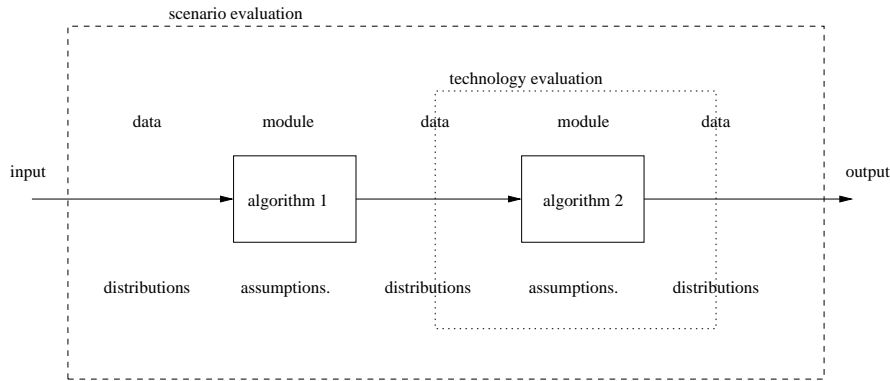 scenario evaluation
technology evaluation
data module data module data
input output
algorithm 1 algorithm 2
distributions assumptions. distributions assumptions. distributions